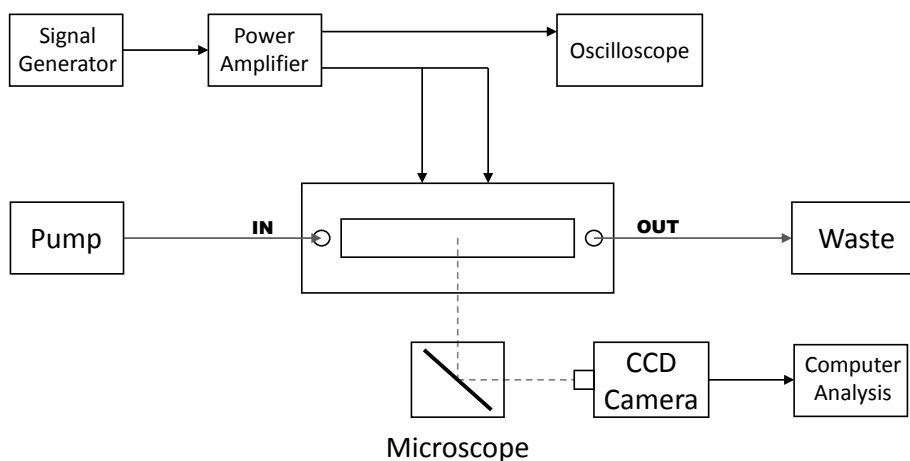 Signal
Generator
Power
Amplifier
Oscilloscope
Pump
IN
OUT
Waste
CCD
Camera
Computer
Analysis
Microscope